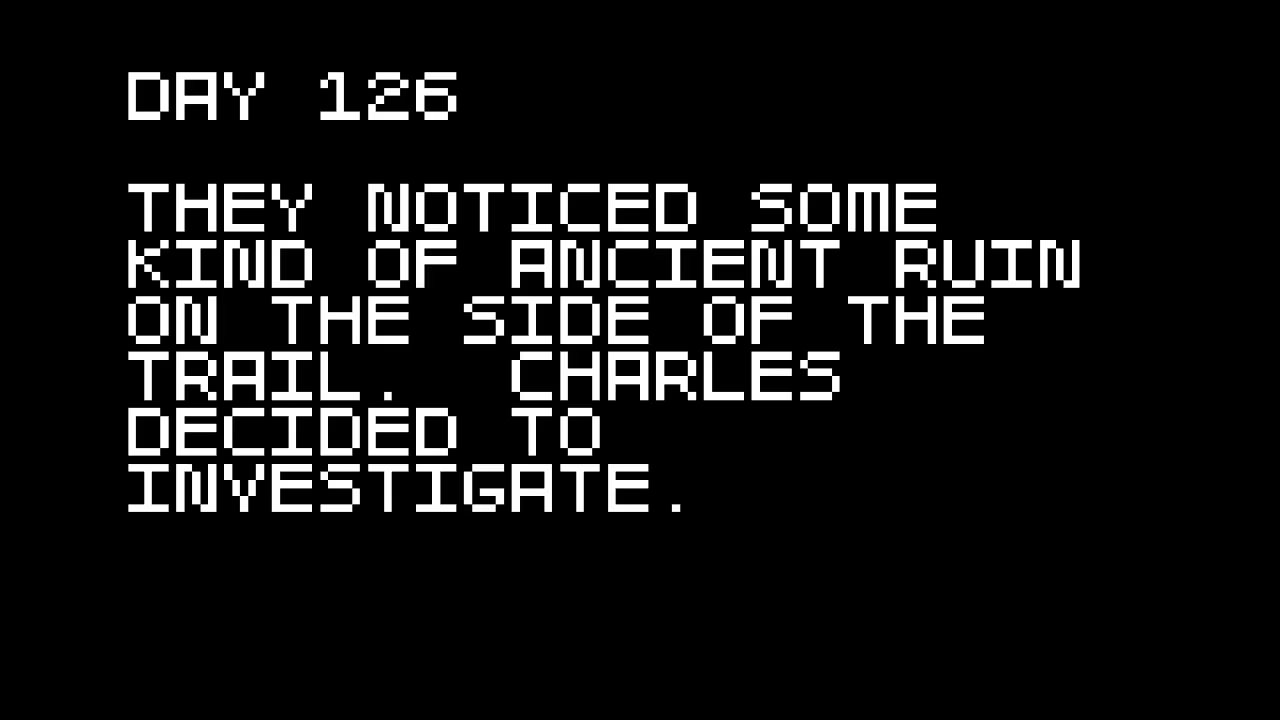 DAY 126
THEY NOTICED SOME
KIND OF ANCIENT RUIN
ON THE SIDE OF THE
TRAIL.  CHARLES
DECIDED TO
INVESTIGATE.